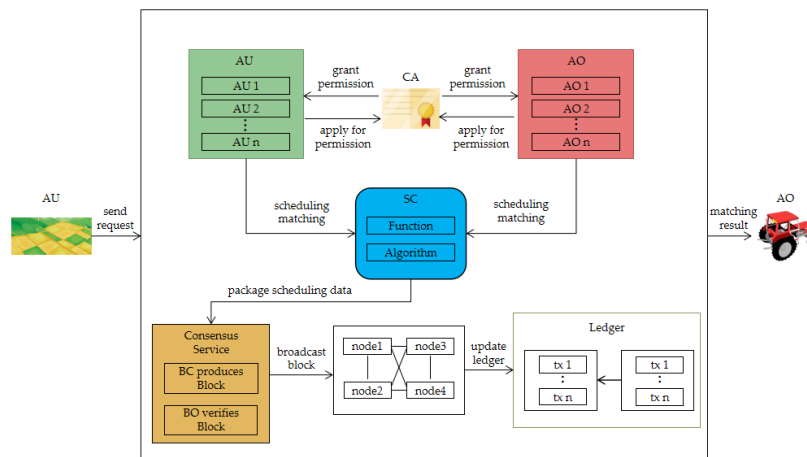 AU
send
request
AU
AU 1
AU 2
⋮
AU n
grant
permission
CA
grant
permission
apply for
permission
apply for
permission
AO
AO 1
AO 2
⋮
AO n
scheduling
matching
SC
Function
Algorithm
scheduling
matching
matching
result
AO
package scheduling data
Consensus
Service
BC produces
Block
BO verifies
Block
broadcast
block
node1
node3
node2
node4
update
ledger
Ledger
tx 1
⋮
tx n
tx 1
⋮
tx n